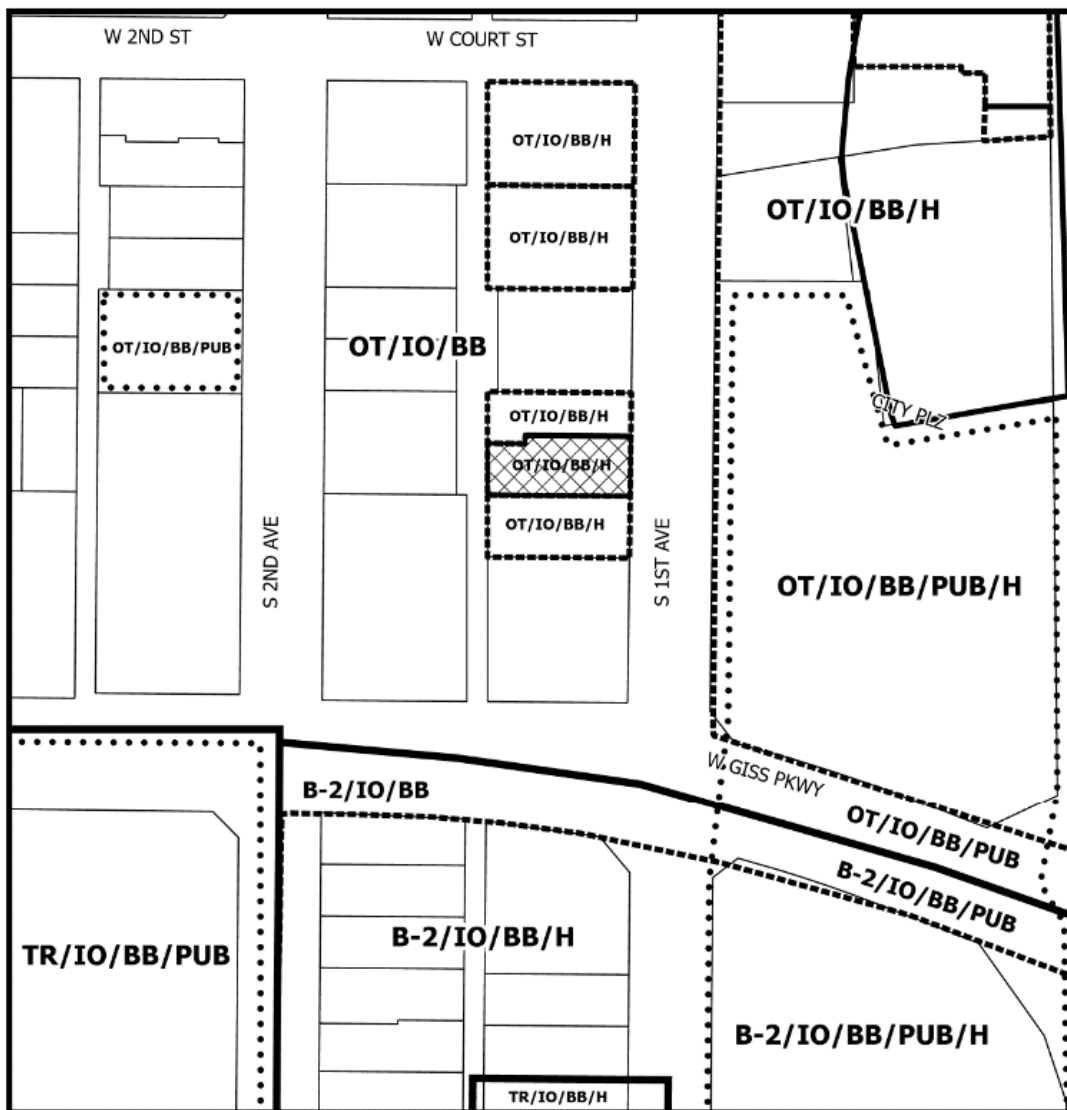 W 2ND ST
W COURT ST
OT/IO/BB/H
OT/IO/BB/H
OT/IO/BB/H
OT/IO/BB/PUB
OT/IO/BB
CITY PLZ
OT/IO/BB/H
OT/IO/BB/H
OT/IO/BB/H
S 2ND AVE
S 1ST AVE
OT/IO/BB/PUB/H
W GISS PKWY
B-2/IO/BB
OT/IO/BB/PUB
B-2/IO/BB/PUB
TR/IO/BB/PUB
B-2/IO/BB/H
B-2/IO/BB/PUB/H
TR/IO/BB/H